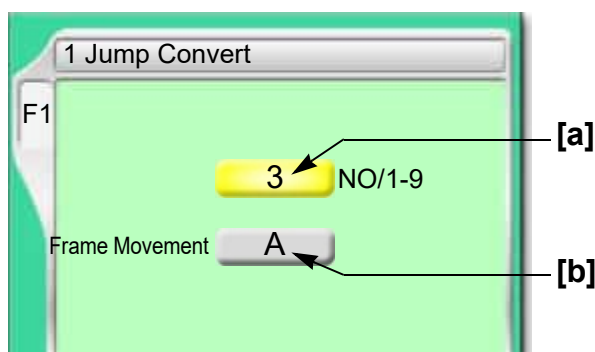 1 Jump Convert
F1
[a]
3 NO/1-9
Frame Movement A
[b]